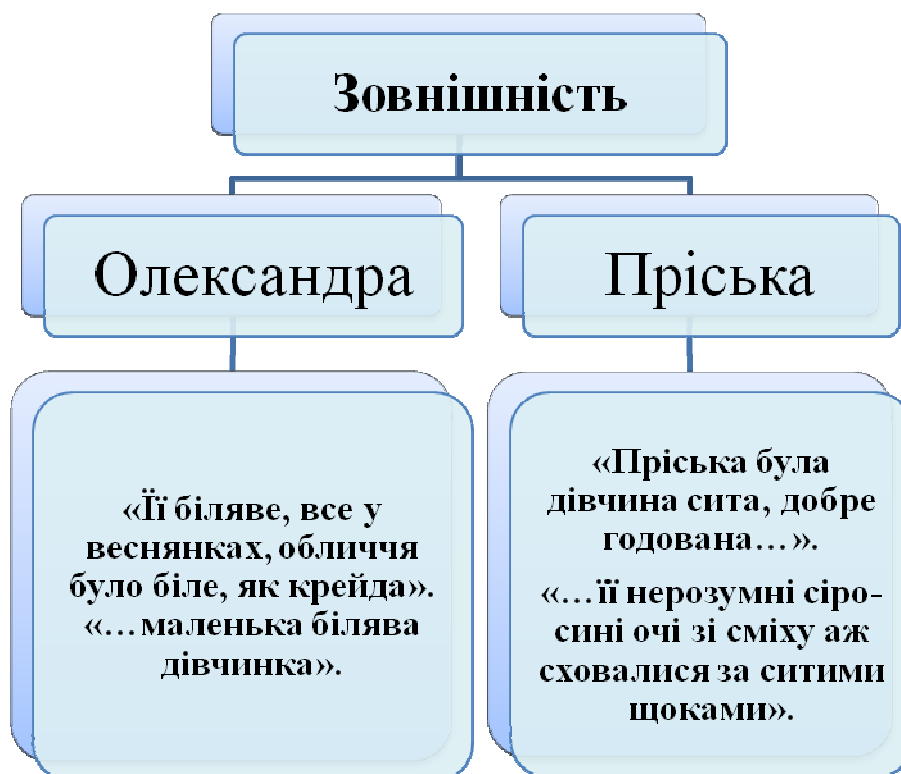 Зовнішність
Олександра
Пріська
«Її біляве, все у
веснянках, обличчя
було біле, як крейда».
«…маленька білява
дівчинка».
«Пріська була
дівчина сита, добре
годована…».
«…її нерозумні сіро-
сині очі зі сміху аж
сховалися за ситими
щоками».